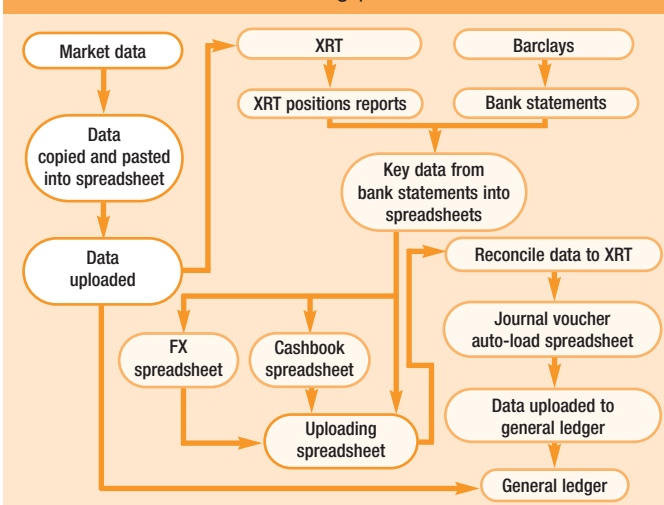 Market data
XRT
Barclays
XRT positions reports
Bank statements
Data
copied and pasted
into spreadsheet
Key data from
bank statements into
spreadsheets
Data
uploaded
Reconcile data to XRT
Journal voucher
auto-load spreadsheet
FX
spreadsheet
Cashbook
spreadsheet
Data uploaded to
general ledger
Uploading
spreadsheet
General ledger